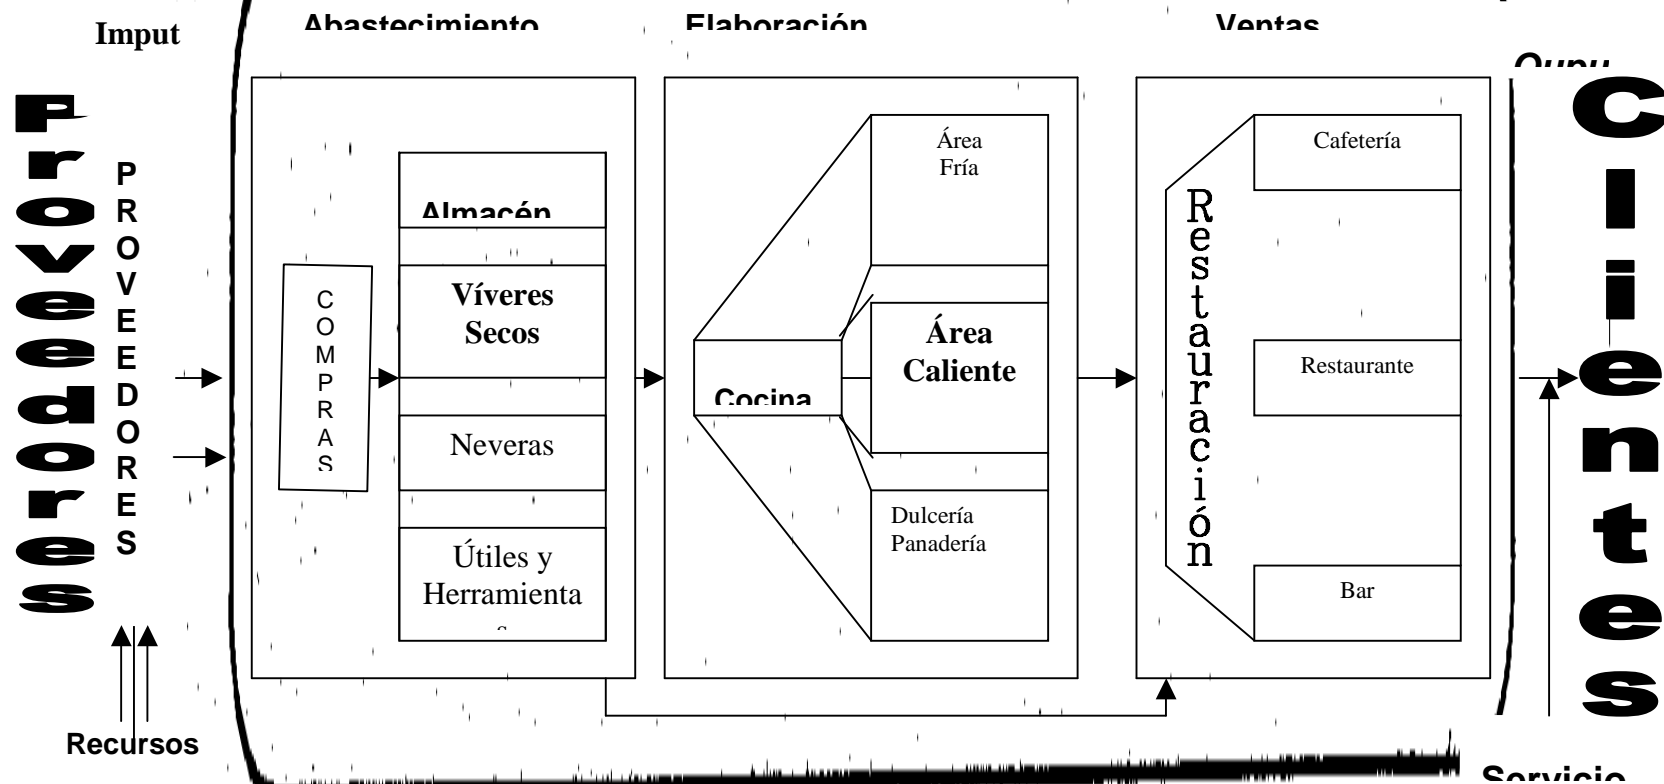 Imput
Abastecimiento
Elaboración
Ventas
Proveedores
PROVEEDORES
Recursos
COMPRAS
Almacén
Víveres
Secos
Neveras
Útiles y
Herramienta
s
Cocina
Área
Fría
Área
Caliente
Dulcería
Panadería
Restauración
Cafetería
Restaurante
Bar
Clientes
Servicio